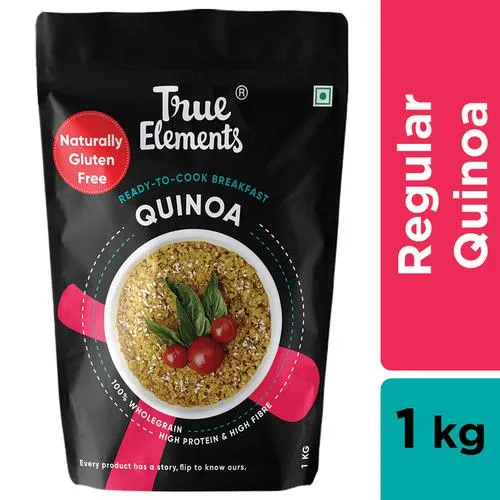 True ®
Elements
Naturally
Gluten
Free
READY-TO-COOK BREAKFAST
QUINOA
100% WHOLEGRAIN
HIGH PROTEIN & HIGH FIBRE
Every product has a story, flip to know ours.
1 KG
Regular
Quinoa
1 kg